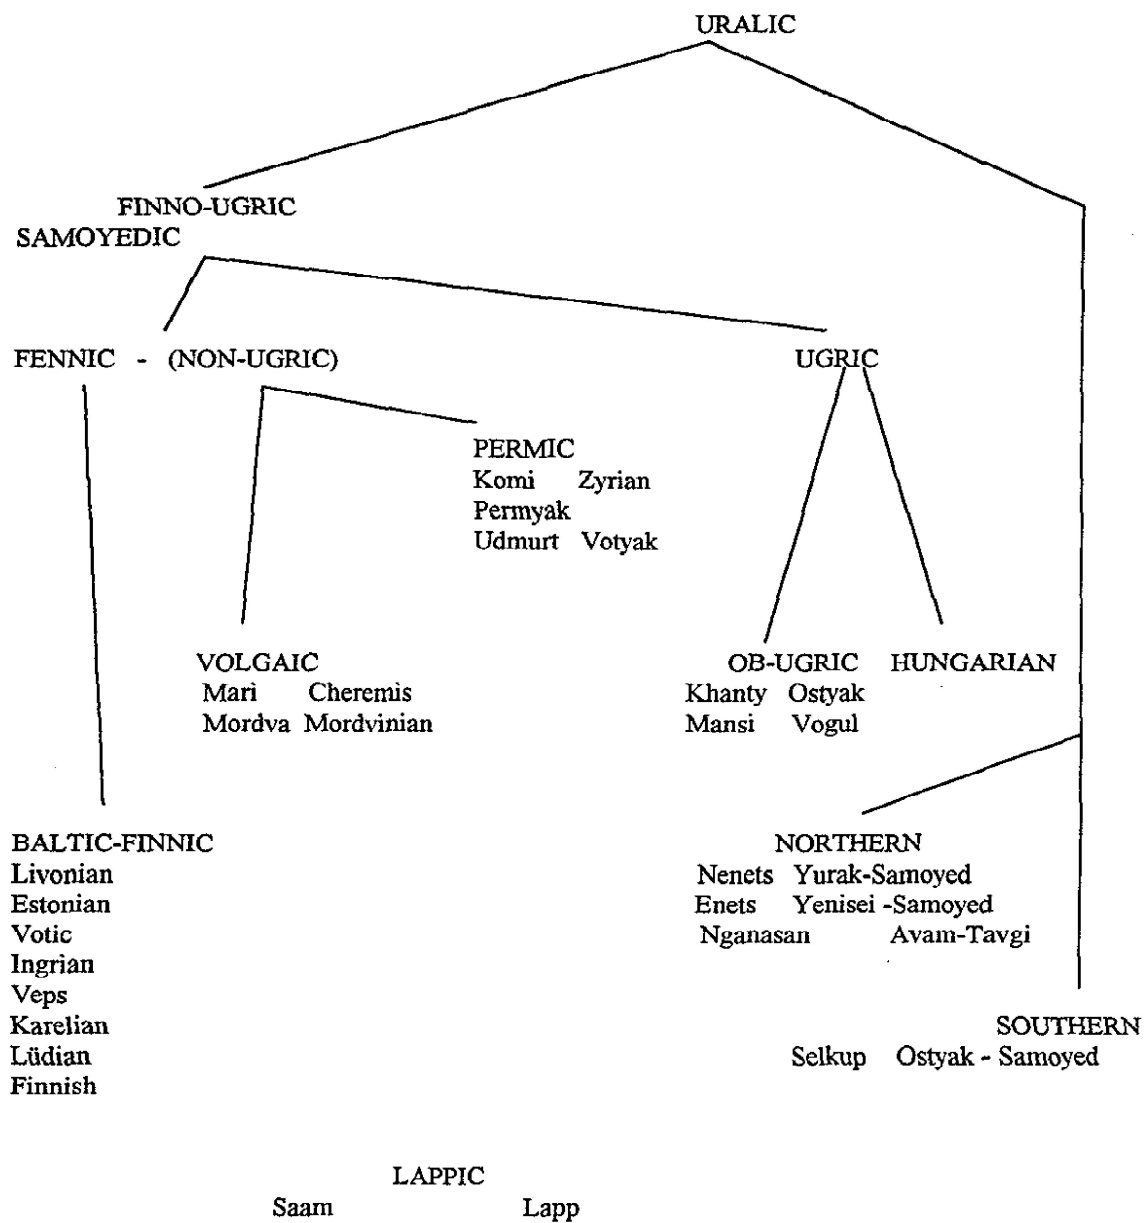 URALIC
FINNO-UGRIC
SAMOYEDIC
FENNIC - (NON-UGRIC)
UGRIC
PERMIC
Komi Zyrian
Permyak
Udmurt Votyak
VOLGAIC
Mari Cheremis
Mordva Mordvinian
OB-UGRIC
Khanty Ostyak
Mansi Vogul
HUNGARIAN
BALTIC-FINNIC
Livonian
Estonian
Votic
Ingrian
Veps
Karelian
Lüdian
Finnish
NORTHERN
Nenets Yurak-Samoyed
Enets Yenisei -Samoyed
Nganasan Avam-Tavgi
SOUTHERN
Selkup Ostyak - Samoyed
LAPPIC
Saam Lapp